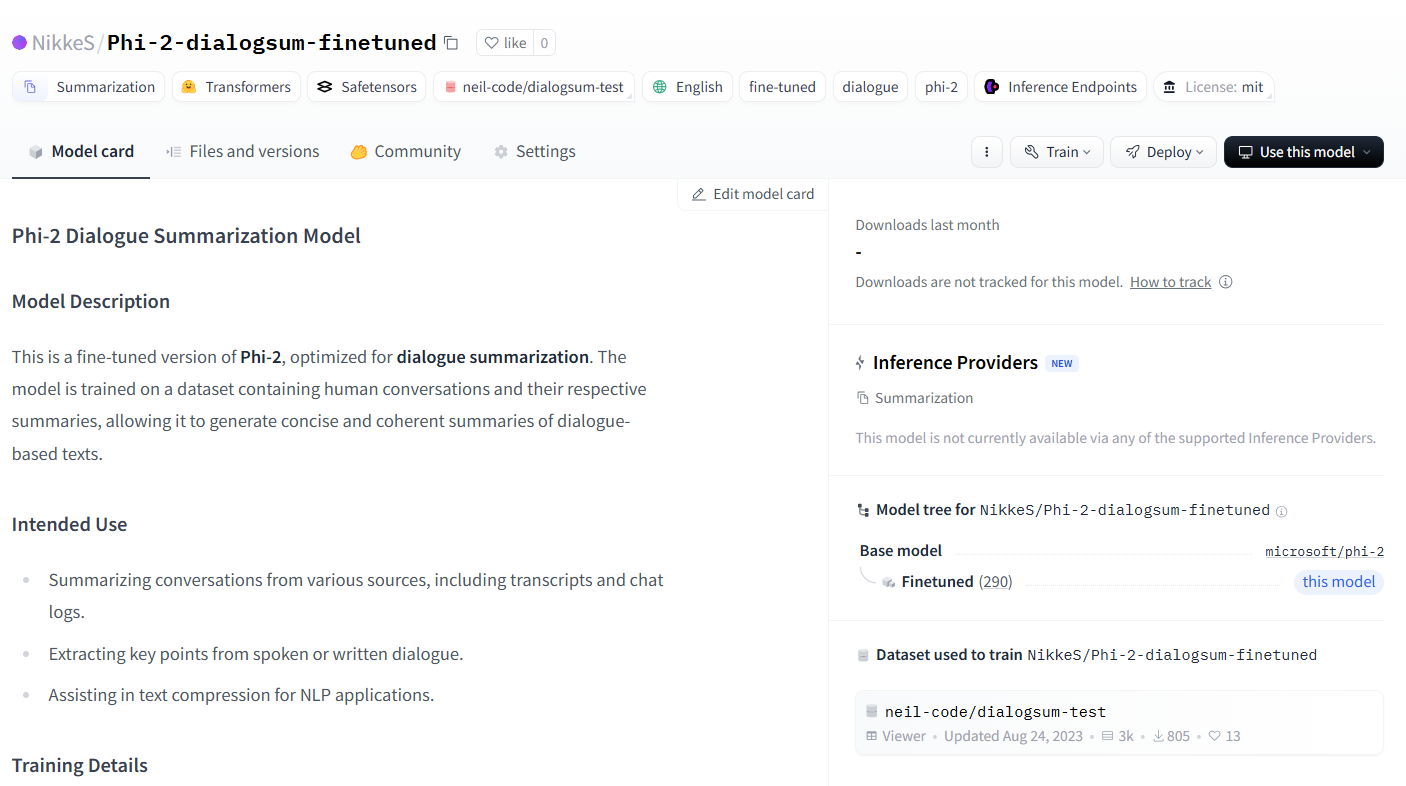 NikkeS/Phi-2-dialogsum-finetuned like 0
Summarization Transformers Safetensors neil-code/dialogsum-test English fine-tuned dialogue phi-2 Inference Endpoints License: mit
Model card Files and versions Community Settings Train Deploy Use this model
Edit model card
Phi-2 Dialogue Summarization Model
Model Description
This is a fine-tuned version of Phi-2, optimized for dialogue summarization. The
model is trained on a dataset containing human conversations and their respective
summaries, allowing it to generate concise and coherent summaries of dialogue-
based texts.
Intended Use
Summarizing conversations from various sources, including transcripts and chat
logs.
Extracting key points from spoken or written dialogue.
Assisting in text compression for NLP applications.
Training Details
Downloads last month
-
Downloads are not tracked for this model. How to track
Inference Providers NEW
Summarization
This model is not currently available via any of the supported Inference Providers.
Model tree for NikkeS/Phi-2-dialogsum-finetuned
Base model microsoft/phi-2
Finetuned (290) this model
Dataset used to train NikkeS/Phi-2-dialogsum-finetuned
neil-code/dialogsum-test
Viewer • Updated Aug 24, 2023 • 3k • 805 • 13